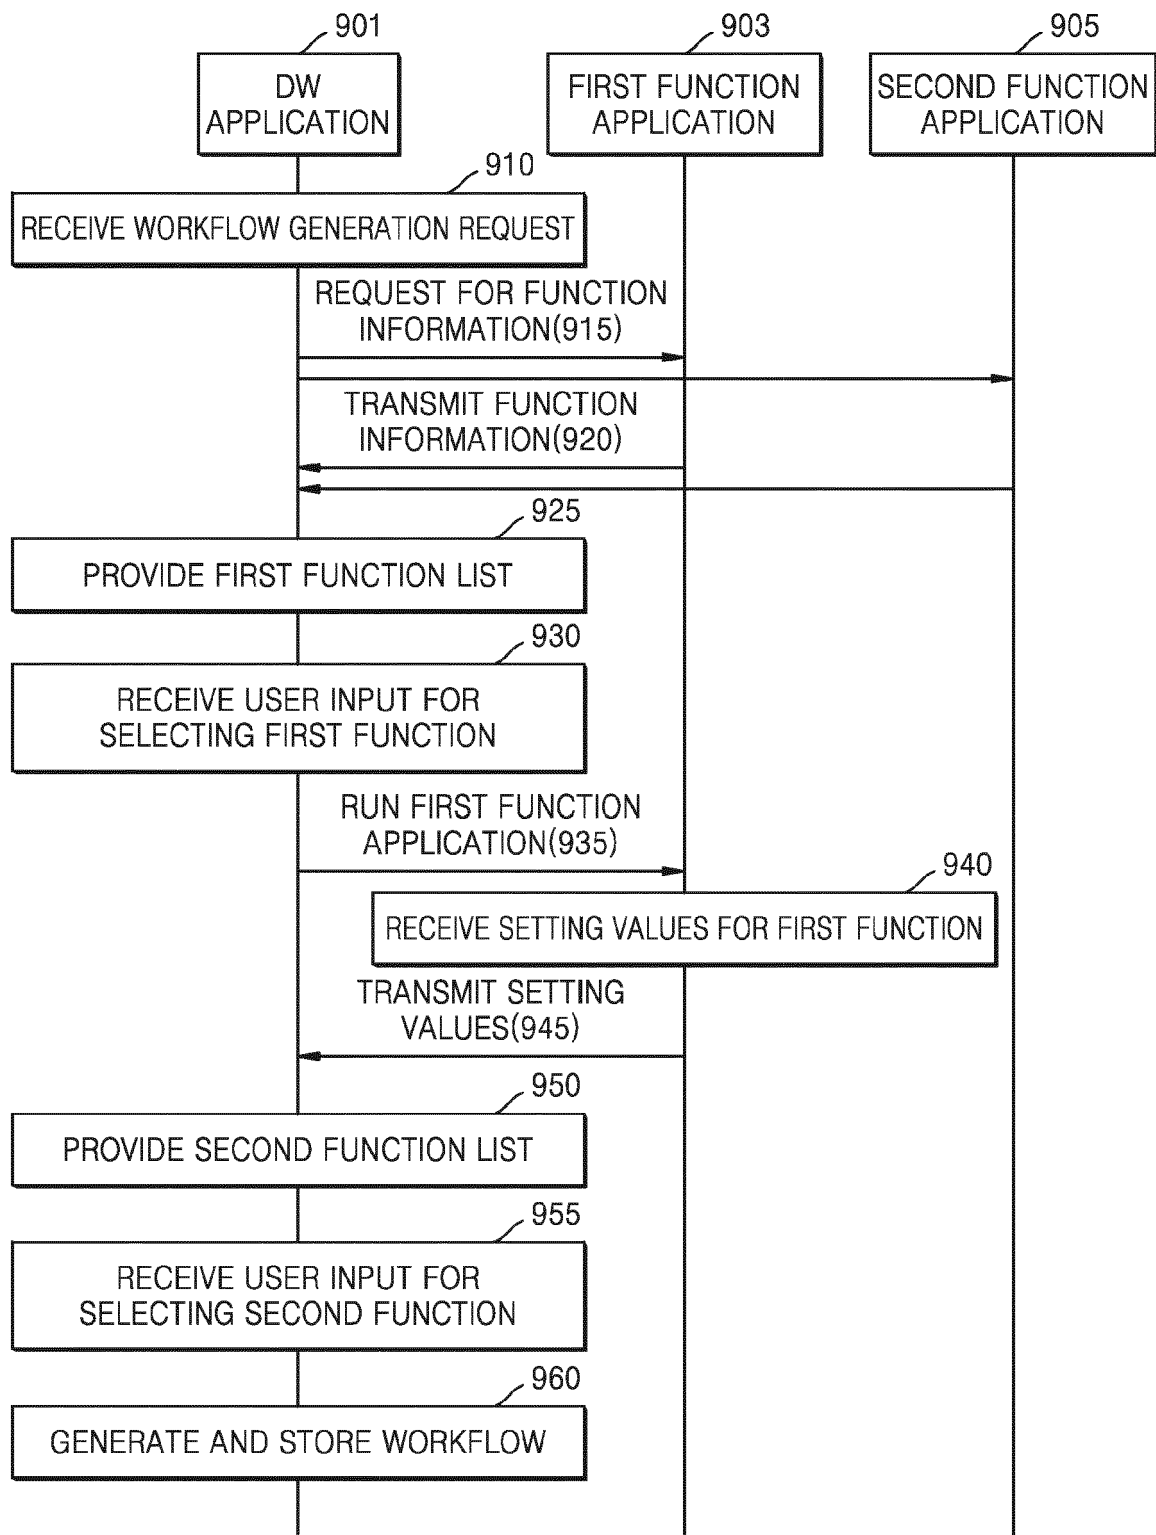 901
903
905
DW
APPLICATION
FIRST FUNCTION
APPLICATION
SECOND FUNCTION
APPLICATION
910
RECEIVE WORKFLOW GENERATION REQUEST
REQUEST FOR FUNCTION
INFORMATION(915)
TRANSMIT FUNCTION
INFORMATION(920)
925
PROVIDE FIRST FUNCTION LIST
930
RECEIVE USER INPUT FOR
SELECTING FIRST FUNCTION
RUN FIRST FUNCTION
APPLICATION(935)
940
RECEIVE SETTING VALUES FOR FIRST FUNCTION
TRANSMIT SETTING
VALUES(945)
950
PROVIDE SECOND FUNCTION LIST
955
RECEIVE USER INPUT FOR
SELECTING SECOND FUNCTION
960
GENERATE AND STORE WORKFLOW